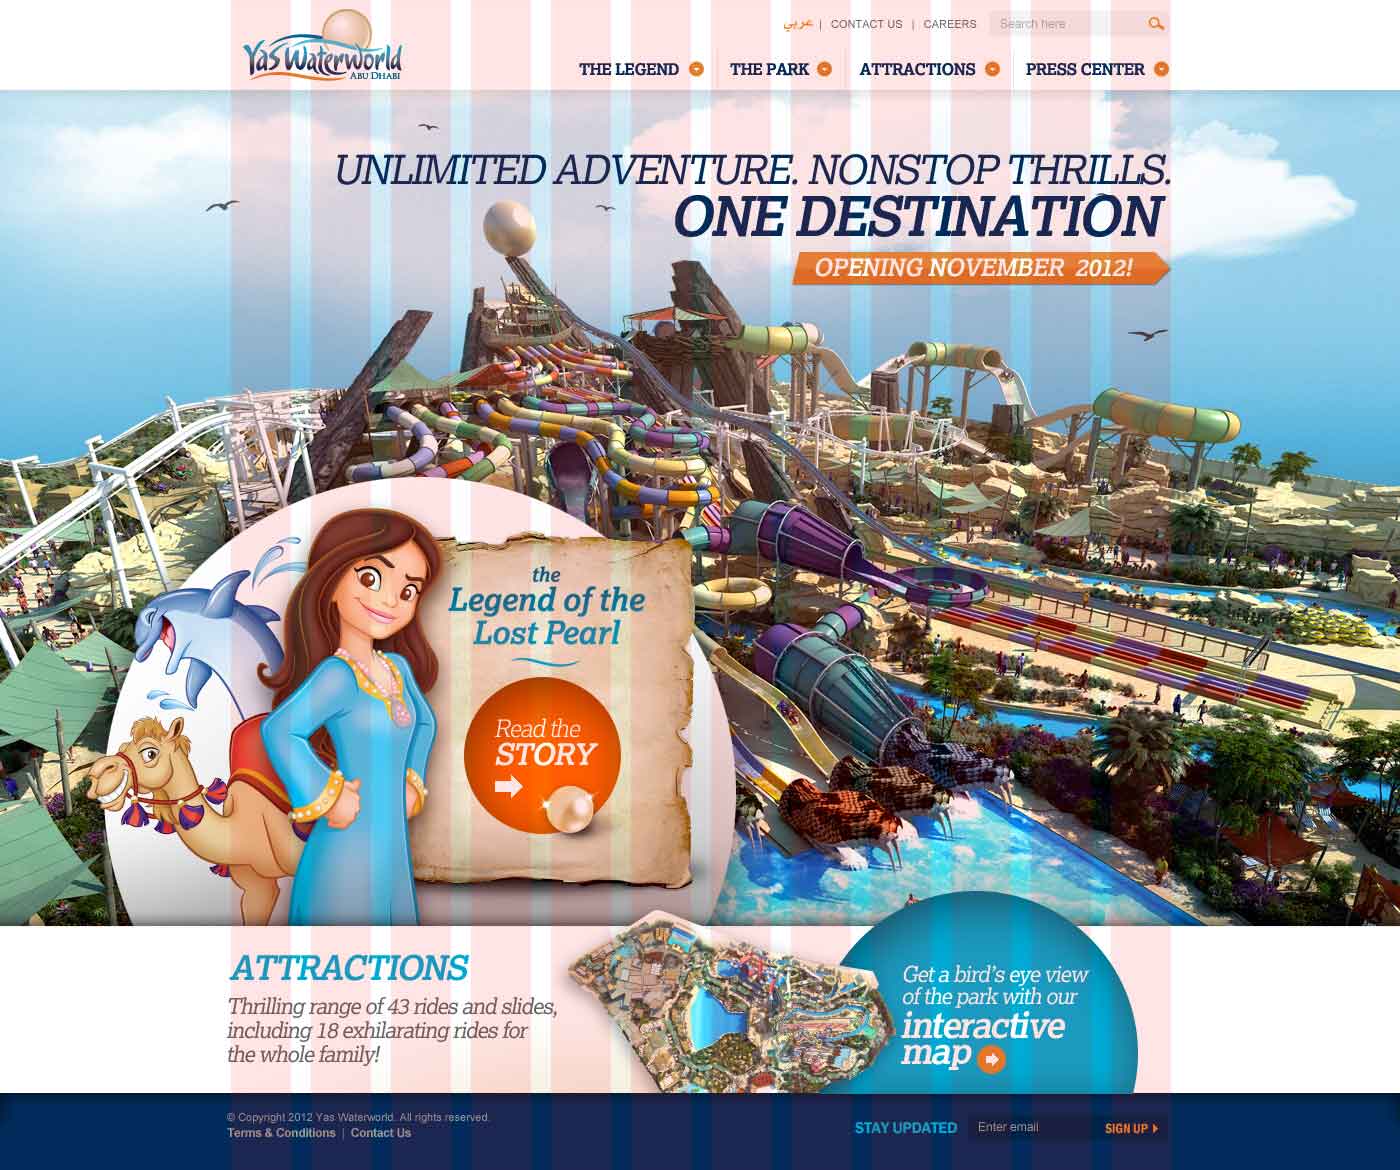 Yas Waterworld
ABU DHABI
عربي | CONTACT US | CAREERS
Search here
THE LEGEND
THE PARK
ATTRACTIONS
PRESS CENTER
UNLIMITED ADVENTURE. NONSTOP THRILLS.
ONE DESTINATION
OPENING NOVEMBER 2012!
the
Legend of the
Lost Pearl
Read the
STORY
ATTRACTIONS
Thrilling range of 43 rides and slides,
including 18 exhilarating rides for
the whole family!
Get a bird's eye view
of the park with our
interactive
map
© Copyright 2012 Yas Waterworld. All rights reserved.
Terms & Conditions | Contact Us
STAY UPDATED
Enter email
SIGN UP